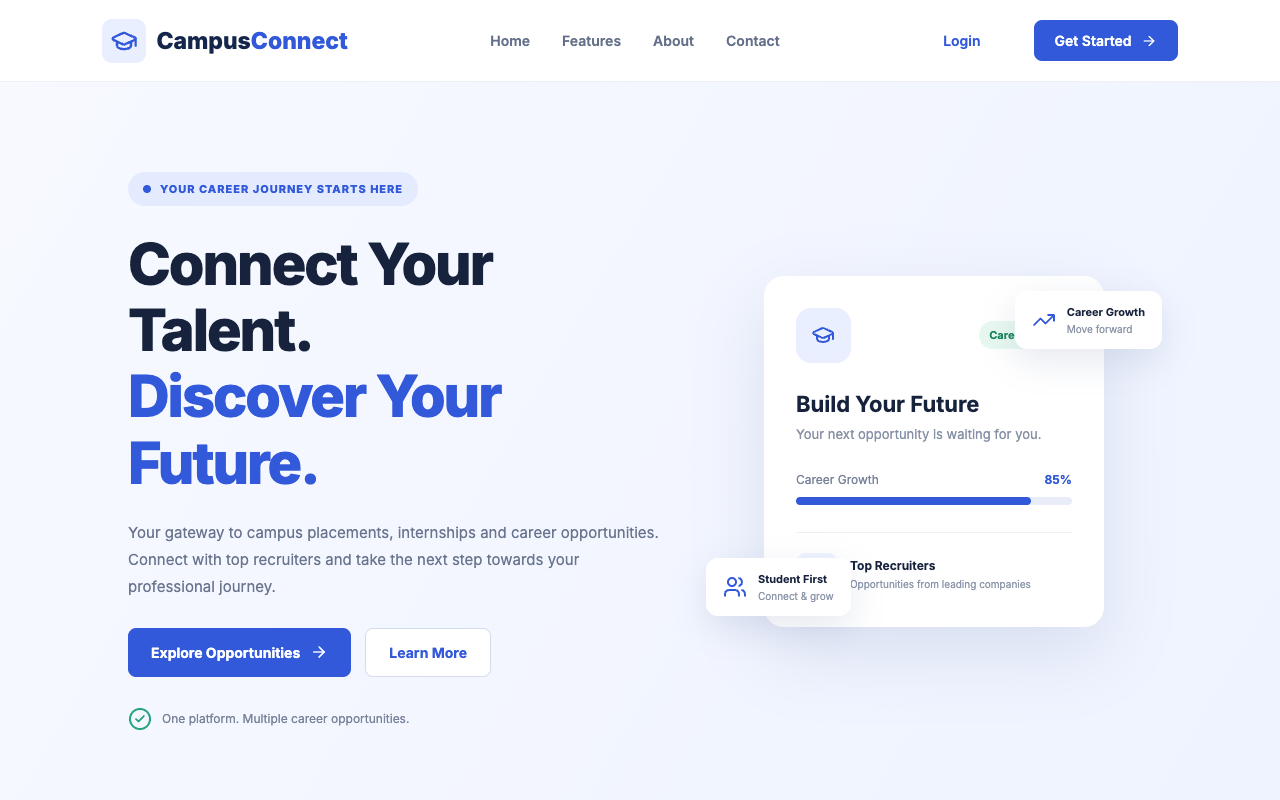 CampusConnect
Home
Features
About
Contact
Login
Get Started
YOUR CAREER JOURNEY STARTS HERE
Connect Your
Talent.
Discover Your
Future.
Your gateway to campus placements, internships and career opportunities.
Connect with top recruiters and take the next step towards your
professional journey.
Explore Opportunities
Learn More
One platform. Multiple career opportunities.
Career Growth
Move forward
Build Your Future
Your next opportunity is waiting for you.
Career Growth
85%
Top Recruiters
Opportunities from leading companies
Student First
Connect & grow